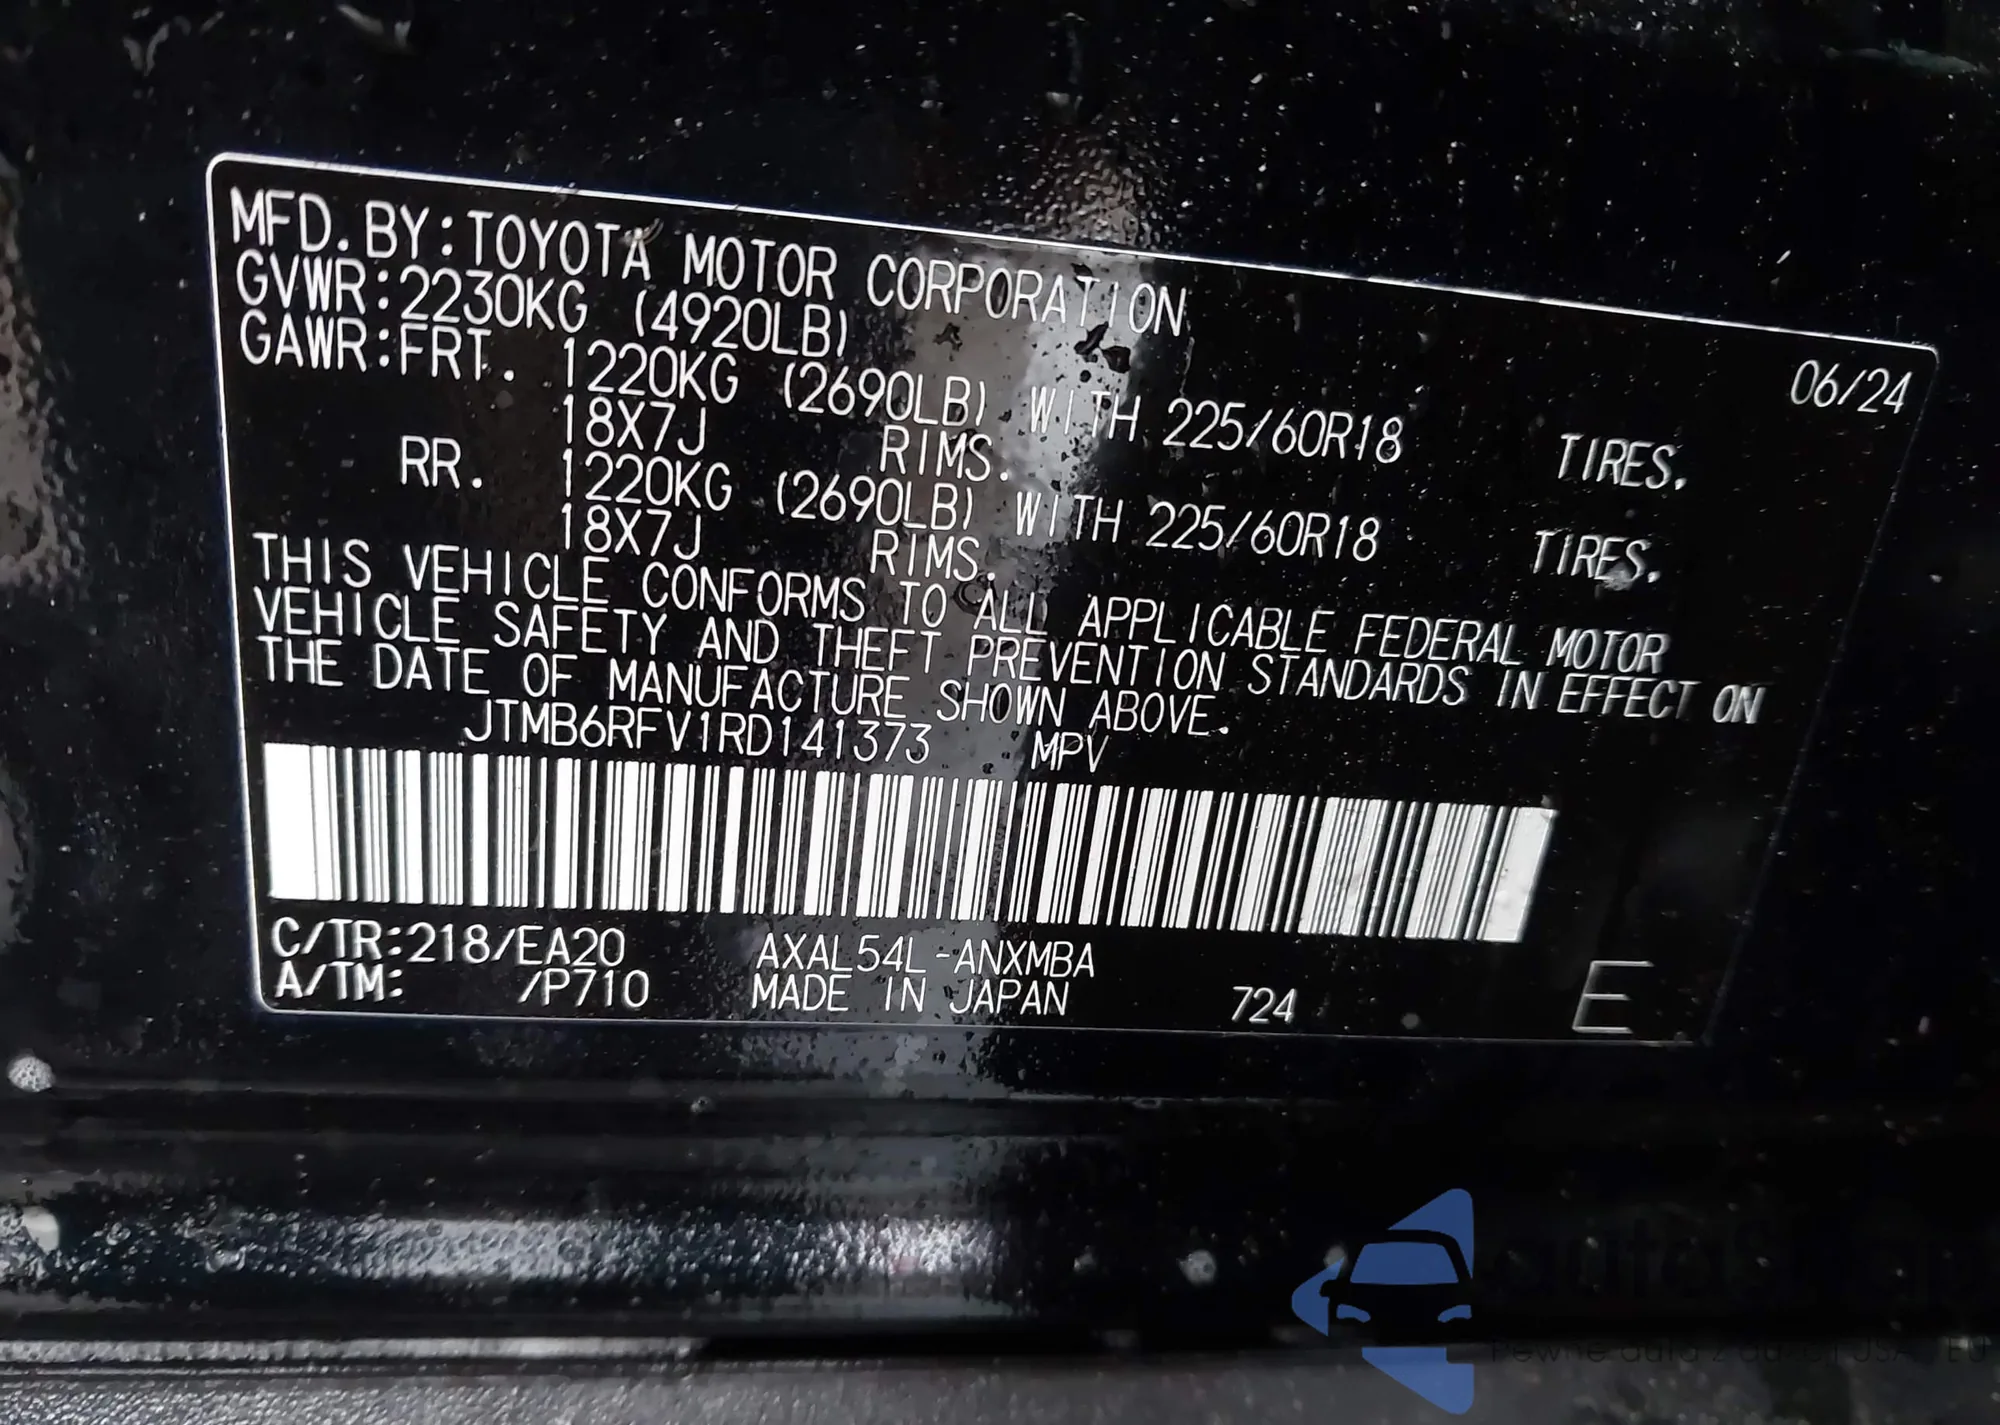 MFD.BY:TOYOTA MOTOR CORPORATION 06/24
GVWR:2230KG (4920LB)
GAWR:FRT. 1220KG (2690LB) WITH 225/60R18 TIRES.
18X7J RIMS.
RR. 1220KG (2690LB) WITH 225/60R18 TIRES.
18X7J RIMS.
THIS VEHICLE CONFORMS TO ALL APPLICABLE FEDERAL MOTOR
VEHICLE SAFETY AND THEFT PREVENTION STANDARDS IN EFFECT ON
THE DATE OF MANUFACTURE SHOWN ABOVE.
JTMB6RFV1RD141373 MPV
C/TR:218/EA20 AXAL54L-ANXMBA
A/TM: /P710 MADE IN JAPAN 724 E
Pewne auta z